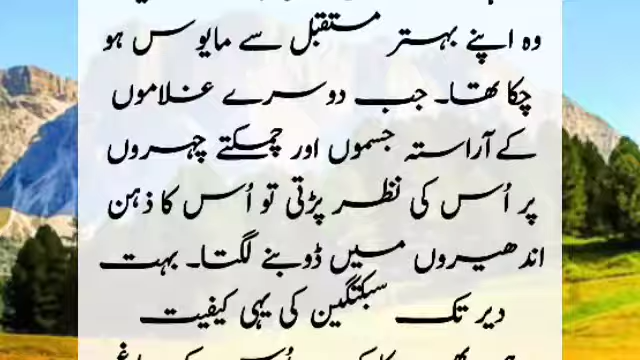 وہ اپنے بہتر مستقبل سے مایوس ہو
چکا تھا۔ جب دوسرے غلاموں
کے آراستہ جسموں اور چمکتے چہروں
پر اُس کی نظر پڑتی تو اُس کا ذہن
اندھیروں میں ڈوبنے لگتا۔ بہت
دیر تک سبکتگین کی یہی کیفیت